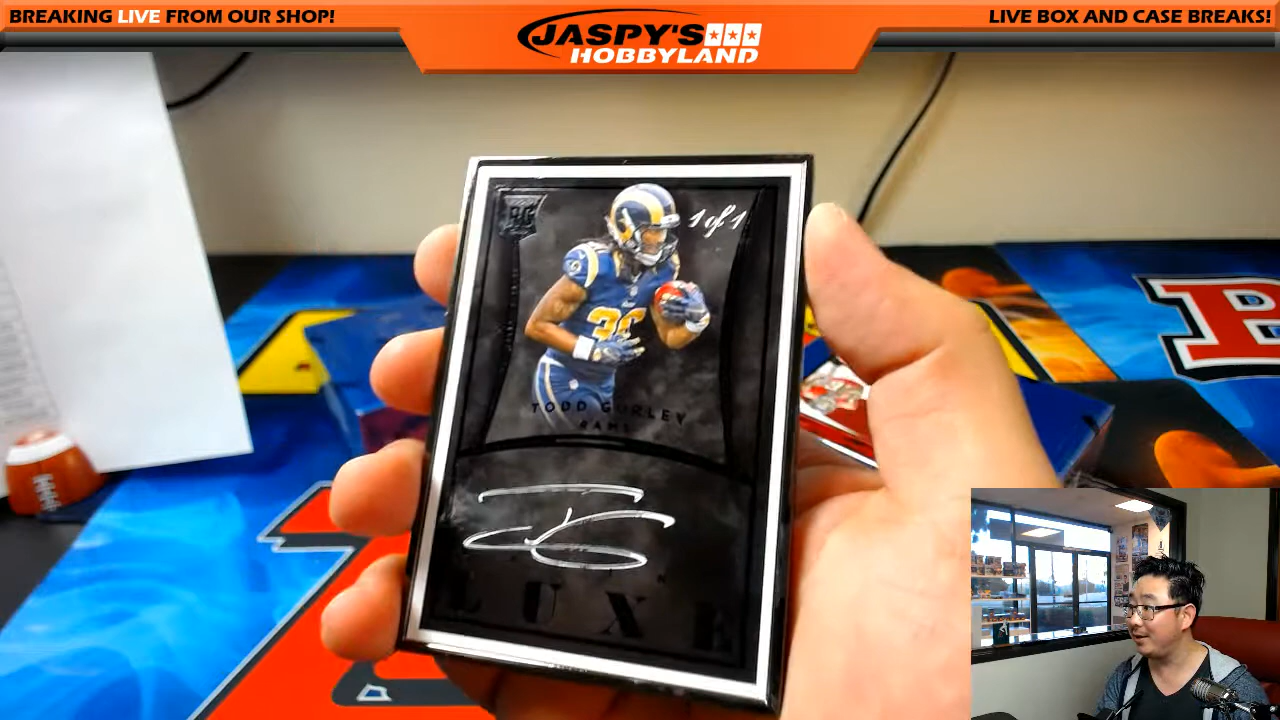 BREAKING LIVE FROM OUR SHOP!
JASPY'S
HOBBYLAND
LIVE BOX AND CASE BREAKS!
RC
1 of 1
30
TODD GURLEY
RAMS
LUXE